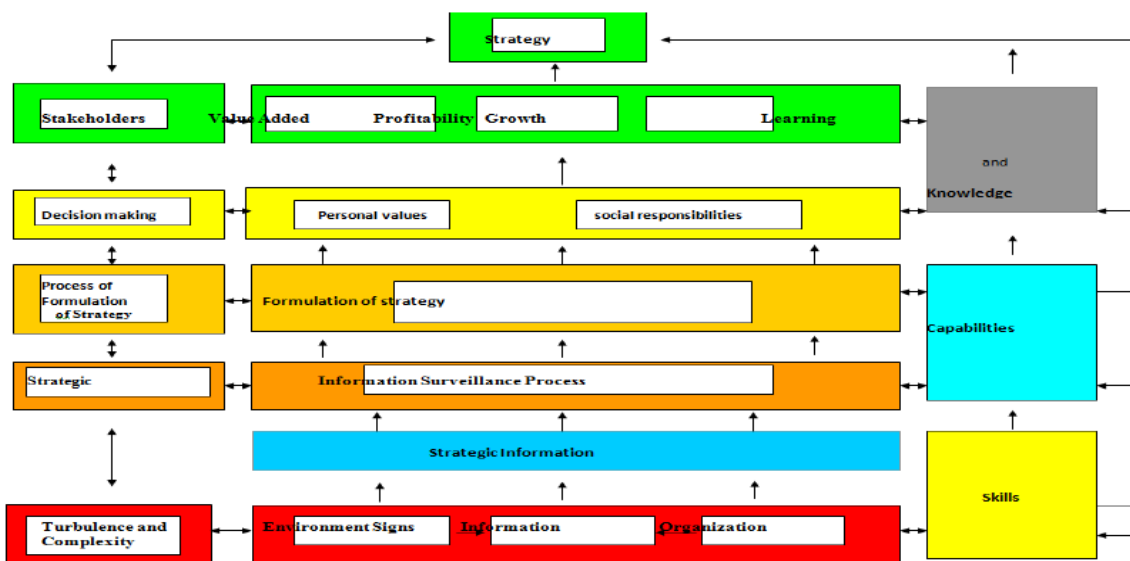 Strategy
Stakeholders
Value Added Profitability Growth Learning
and
Knowledge
Decision making
Personal values social responsibilities
Process of
Formulation
of Strategy
Formulation of strategy
Capabilities
Strategic
Information Surveillance Process
Strategic Information
Skills
Turbulence and
Complexity
Environment Signs Information Organization